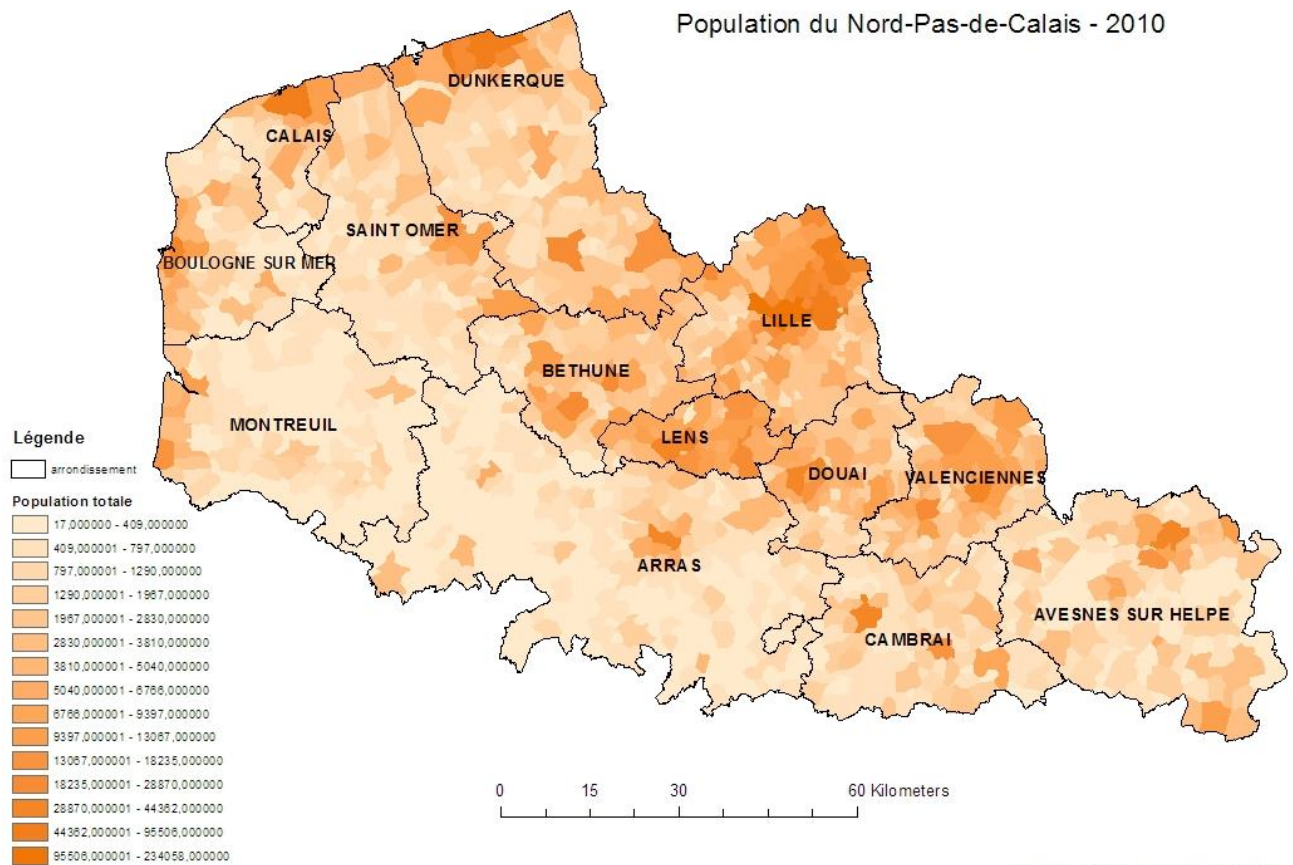 Population du Nord-Pas-de-Calais - 2010
DUNKERQUE
CALAIS
SAINT OMER
BOULOGNE SUR MER
LILLE
BETHUNE
MONTREUIL
LENS
DOUAI
VALENCIENNES
ARRAS
AVESNES SUR HELPE
CAMBRAI
Légende
arrondissement
Population totale
17,000000 - 409,000000
409,000001 - 797,000000
797,000001 - 1290,000000
1290,000001 - 1967,000000
1967,000001 - 2830,000000
2830,000001 - 3810,000000
3810,000001 - 5040,000000
5040,000001 - 6766,000000
6766,000001 - 9397,000000
9397,000001 - 13067,000000
13067,000001 - 18235,000000
18235,000001 - 28870,000000
28870,000001 - 44362,000000
44362,000001 - 95506,000000
95506,000001 - 234058,000000
0 15 30 60 Kilometers